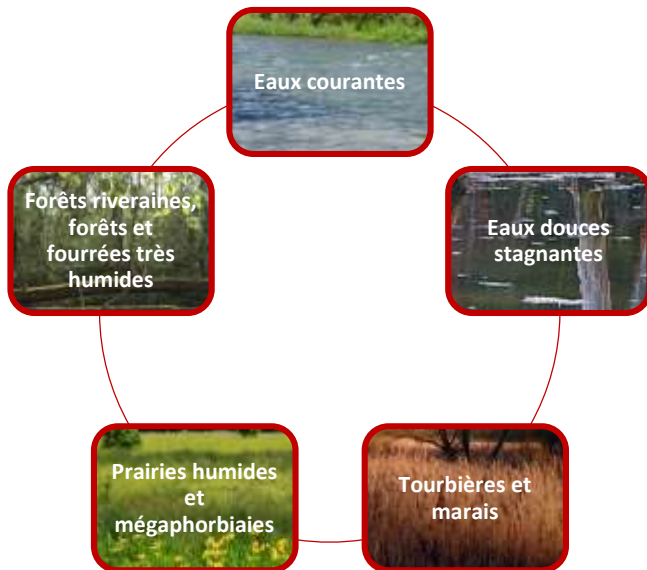 Eaux courantes
Eaux douces
stagnantes
Tourbières et
marais
Prairies humides
et
mégaphorbiaies
Forêts riveraines,
forêts et
fourrées très
humides